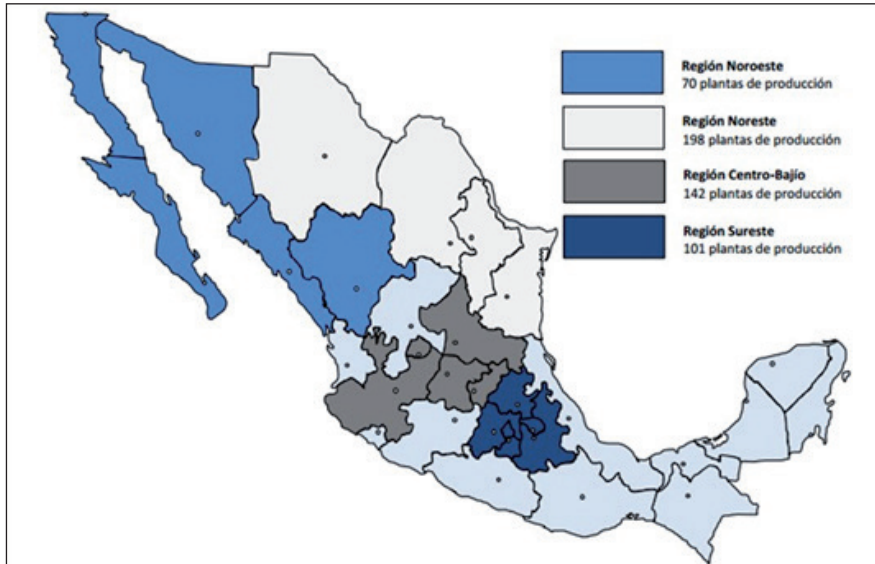 Región Noroeste
70 plantas de producción
Región Noreste
198 plantas de producción
Región Centro-Bajío
142 plantas de producción
Región Sureste
101 plantas de producción